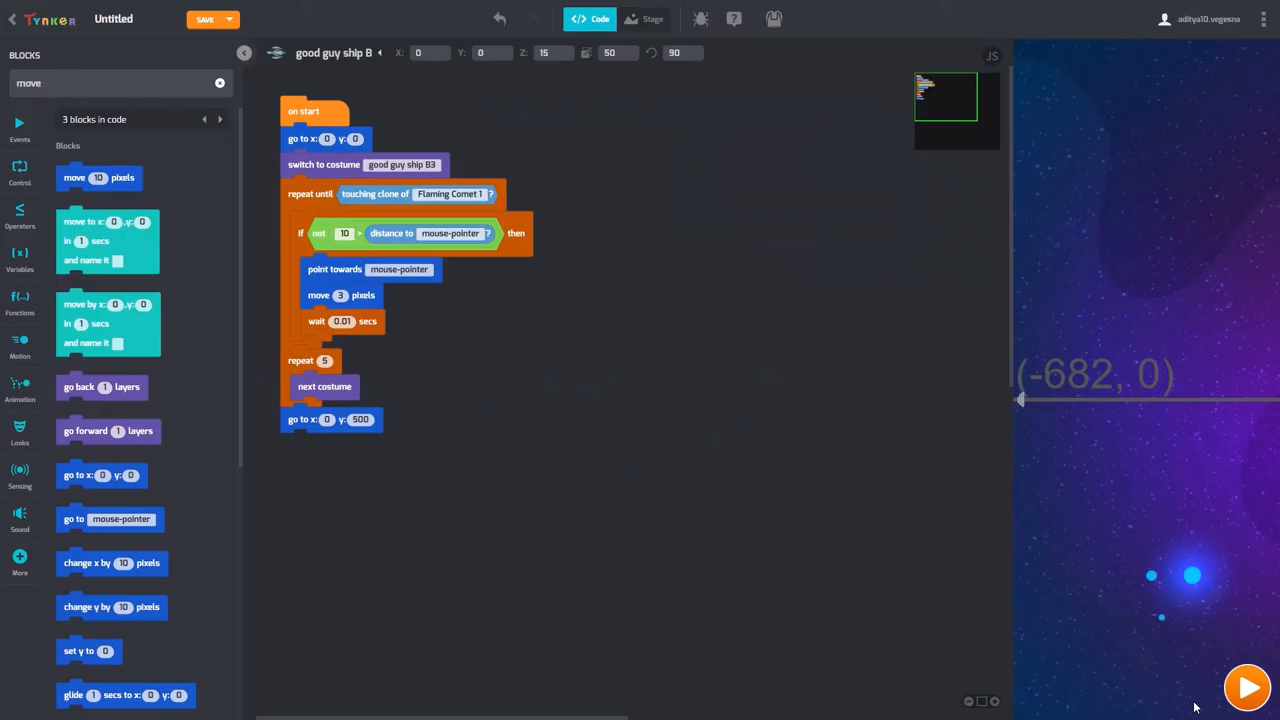 TYNKER Untitled SAVE </> Code Stage aditya10.vegesna
BLOCKS
good guy ship B X: 0 Y: 0 Z: 15 50 90
JS
move
3 blocks in code
Blocks
Events
Control
Operators
Variables
Functions
Motion
Animation
Looks
Sensing
Sound
More
move 10 pixels
move to x: 0 ,y: 0
in 1 secs
and name it
move by x: 0 ,y: 0
in 1 secs
and name it
go back 1 layers
go forward 1 layers
go to x: 0 y: 0
go to mouse-pointer
change x by 10 pixels
change y by 10 pixels
set y to 0
glide 1 secs to x: 0 y: 0
on start
go to x: 0 y: 0
switch to costume good guy ship B3
repeat until touching clone of Flaming Comet 1 ?
if not 10 > distance to mouse-pointer ? then
point towards mouse-pointer
move 3 pixels
wait 0.01 secs
repeat 5
next costume
go to x: 0 y: 500
(-682, 0)